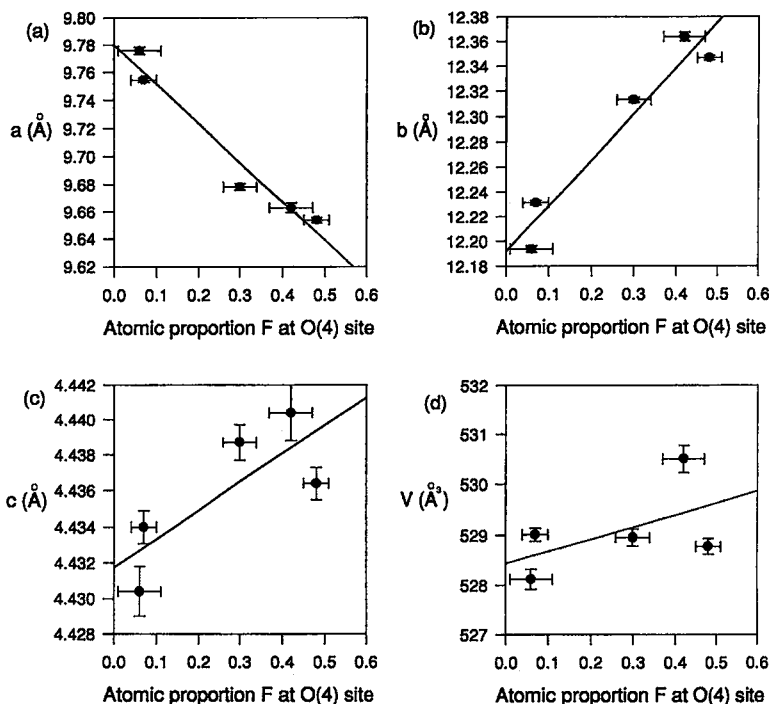 (a)
9.80
9.78
9.76
9.74
9.72
9.70
9.68
9.66
9.64
9.62
a (Å)
0.0 0.1 0.2 0.3 0.4 0.5 0.6
Atomic proportion F at O(4) site
(b)
12.38
12.36
12.34
12.32
12.30
12.28
12.26
12.24
12.22
12.20
12.18
b (Å)
0.0 0.1 0.2 0.3 0.4 0.5 0.6
Atomic proportion F at O(4) site
(c)
4.442
4.440
4.438
4.436
4.434
4.432
4.430
4.428
c (Å)
0.0 0.1 0.2 0.3 0.4 0.5 0.6
Atomic proportion F at O(4) site
(d)
532
531
530
529
528
527
V (Å³)
0.0 0.1 0.2 0.3 0.4 0.5 0.6
Atomic proportion F at O(4) site